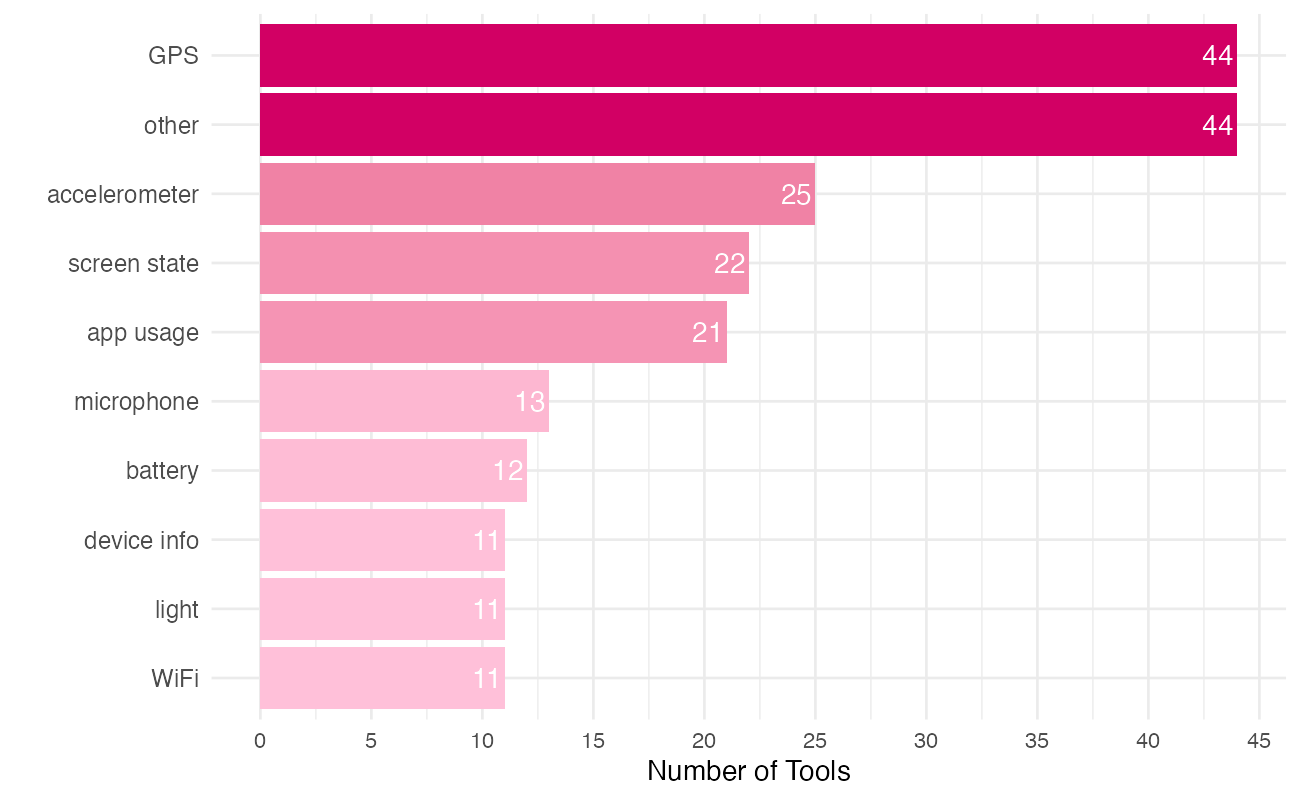 GPS 44
other 44
accelerometer 25
screen state 22
app usage 21
microphone 13
battery 12
device info 11
light 11
WiFi 11
0 5 10 15 20 25 30 35 40 45
Number of Tools